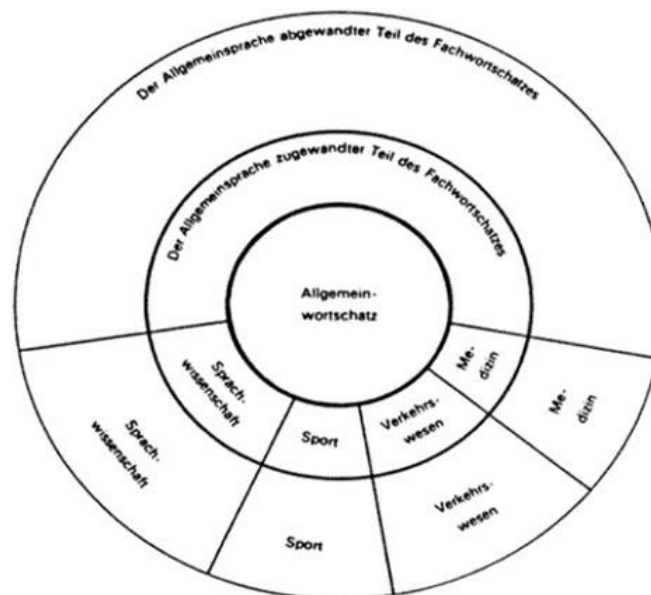 Der Allgemeinsprache abgewandter Teil des Fachwortschatzes
Der Allgemeinsprache zugewandter Teil des Fachwortschatzes
Allgemein-
wortschatz
Sprach-
wissenschaft
Sport
Verkehrs-
wesen
Me-
dizin
Sprach-
wissenschaft
Sport
Verkehrs-
wesen
Me-
dizin